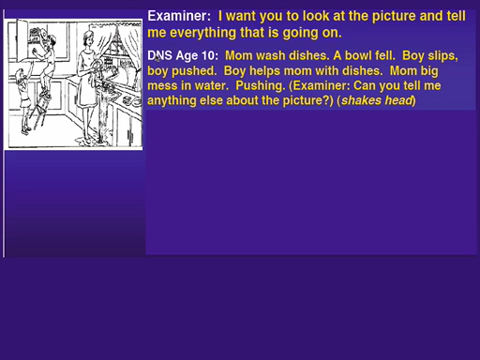 Examiner: I want you to look at the picture and tell
me everything that is going on.
DNS Age 10: Mom wash dishes. A bowl fell. Boy slips,
boy pushed. Boy helps mom with dishes. Mom big
mess in water. Pushing. (Examiner: Can you tell me
anything else about the picture?) (shakes head)